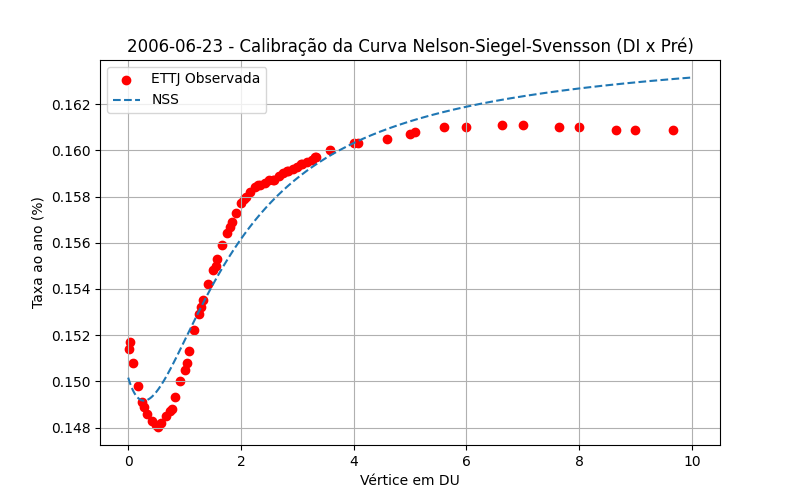 2006-06-23 - Calibração da Curva Nelson-Siegel-Svensson (DI x Pré)
ETTJ Observada
NSS
Taxa ao ano (%)
0.162
0.160
0.158
0.156
0.154
0.152
0.150
0.148
0 2 4 6 8 10
Vértice em DU